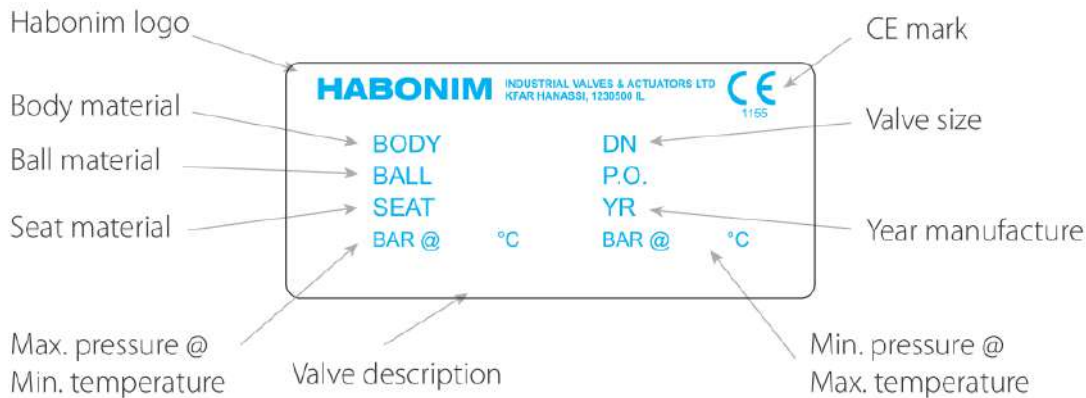 Habonim logo
CE mark
HABONIM INDUSTRIAL VALVES & ACTUATORS LTD
KFAR HANASSI, 1230500 IL
CE
1155
Body material
BODY
DN
Valve size
Ball material
BALL
P.O.
Seat material
SEAT
YR
Year manufacture
BAR @ °C
BAR @ °C
Max. pressure @
Min. temperature
Valve description
Min. pressure @
Max. temperature